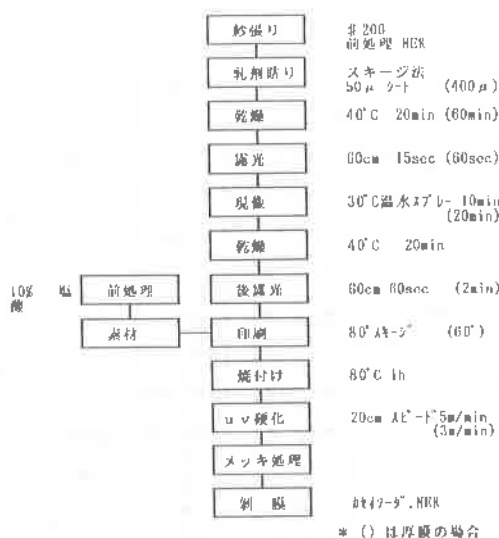 紗張り
♯200
前処理 MEK
乳剤貼り
スキージ法
50μ シート (400μ)
乾燥
40°C 20min (60min)
露光
60cm 15sec (60sec)
現像
30°C温水スプレー 10min
(20min)
乾燥
40°C 20min
10% 塩酸
前処理
後露光
60cm 60sec (2min)
素材
印刷
80°スキージ (60°)
焼付け
80°C 1h
uv硬化
20cm スピード5m/min
(3m/min)
メッキ処理
剥膜
カセイソーダ,MEK
* () は厚膜の場合